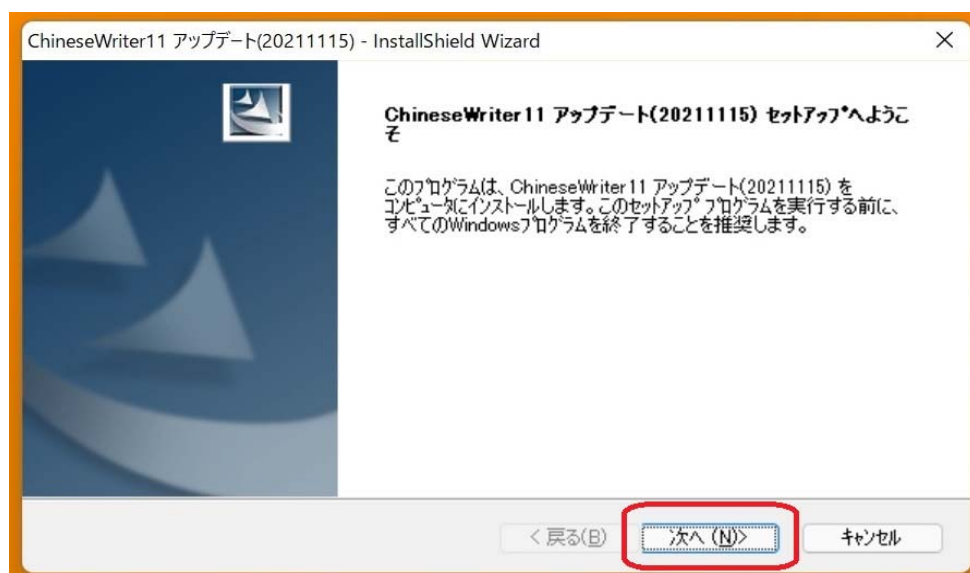 ChineseWriter11 アップデート(20211115) - InstallShield Wizard
ChineseWriter11 アップデート(20211115) セットアップへようこ
そ
このプログラムは、ChineseWriter11 アップデート(20211115) を
コンピュータにインストールします。このセットアップ プログラムを実行する前に、
すべてのWindowsプログラムを終了することを推奨します。
< 戻る(B)
次へ (N)>
キャンセル